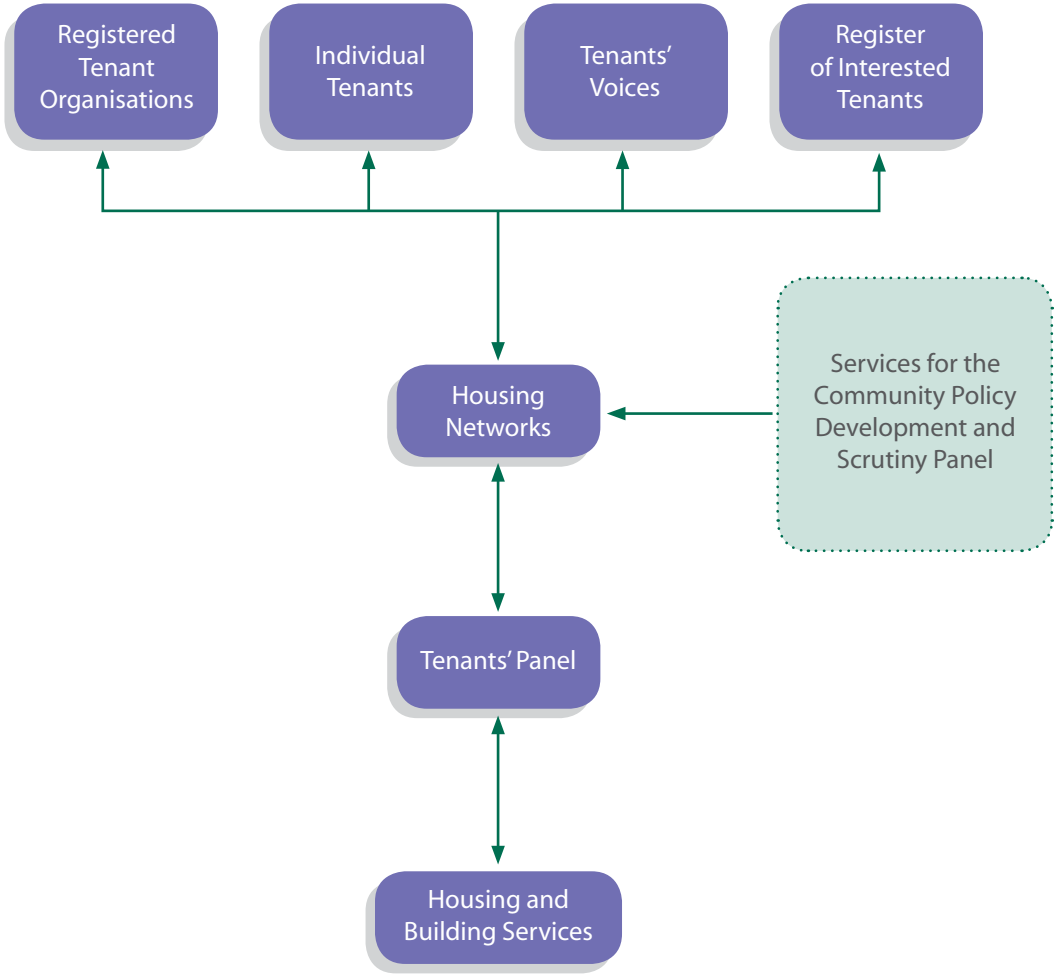 Registered
Tenant
Organisations
Individual
Tenants
Tenants’
Voices
Register
of Interested
Tenants
Services for the
Community Policy
Development and
Scrutiny Panel
Housing
Networks
Tenants’ Panel
Housing and
Building Services